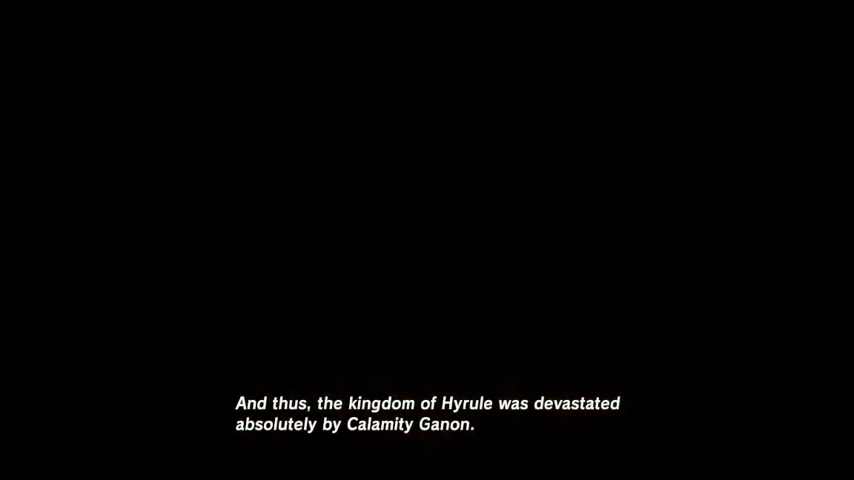 And thus, the kingdom of Hyrule was devastated
absolutely by Calamity Ganon.